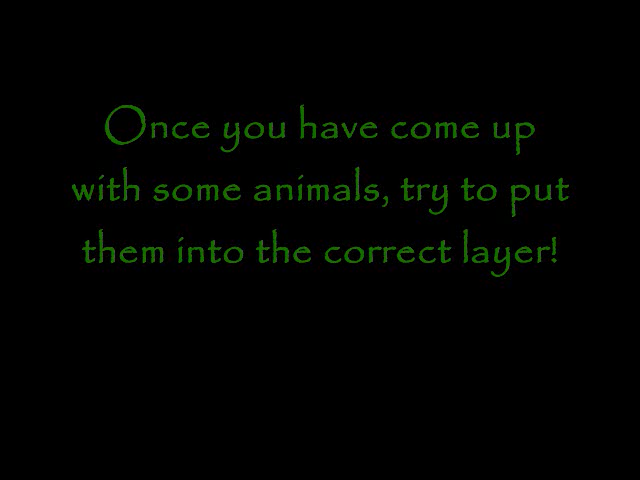 Once you have come up
with some animals, try to put
them into the correct layer!